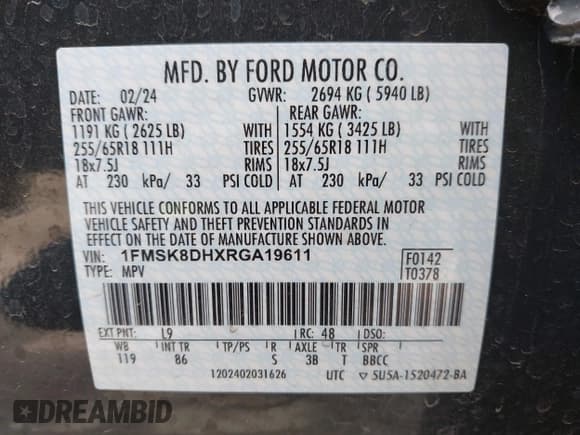 MFD. BY FORD MOTOR CO.
DATE: 02/24 GVWR: 2694 KG ( 5940 LB)
FRONT GAWR: REAR GAWR:
1191 KG ( 2625 LB) WITH 1554 KG ( 3425 LB) WITH
255/65R18 111H TIRES 255/65R18 111H TIRES
18x7.5J RIMS 18x7.5J RIMS
AT 230 kPa/ 33 PSI COLD AT 230 kPa/ 33 PSI COLD
THIS VEHICLE CONFORMS TO ALL APPLICABLE FEDERAL MOTOR
VEHICLE SAFETY AND THEFT PREVENTION STANDARDS IN
EFFECT ON THE DATE OF MANUFACTURE SHOWN ABOVE.
VIN: 1FMSK8DHXRGA19611 F0142
TYPE: MPV T0378
EXT PNT: L9 RC: 48 DSO:
WB INT TR TP/PS R AXLE TR SPR
119 86 S 3B T BBCC
1202402031626 UTC 5U5A-1520472-BA
DREAMBID